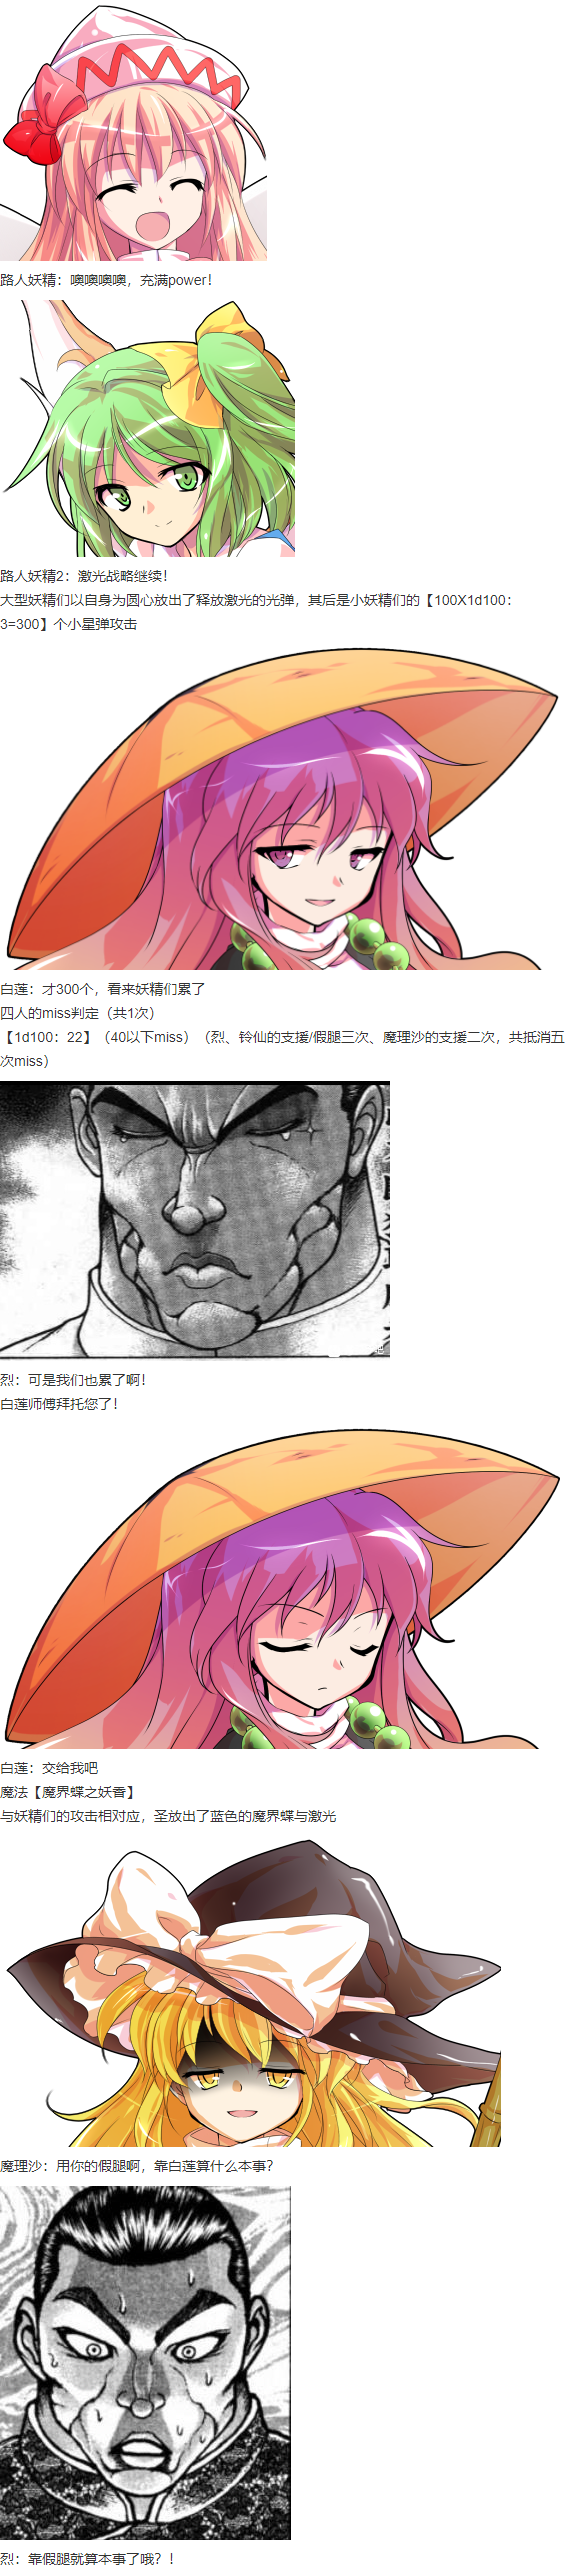 路人妖精：噢噢噢噢，充满power！
路人妖精2：激光战略继续！
大型妖精们以自身为圆心放出了释放激光的光弹，其后是小妖精们的【100X1d100：
3=300】个小星弹攻击
白莲：才300个，看来妖精们累了
四人的miss判定（共1次）
【1d100：22】（40以下miss）（烈、铃仙的支援/假腿三次、魔理沙的支援二次，共抵消五
次miss）
烈：可是我们也累了啊！
白莲师傅拜托您了！
白莲：交给我吧
魔法【魔界蝶之妖香】
与妖精们的攻击相对应，圣放出了蓝色的魔界蝶与激光
魔理沙：用你的假腿啊，靠白莲算什么本事？
烈：靠假腿就算本事了哦？！